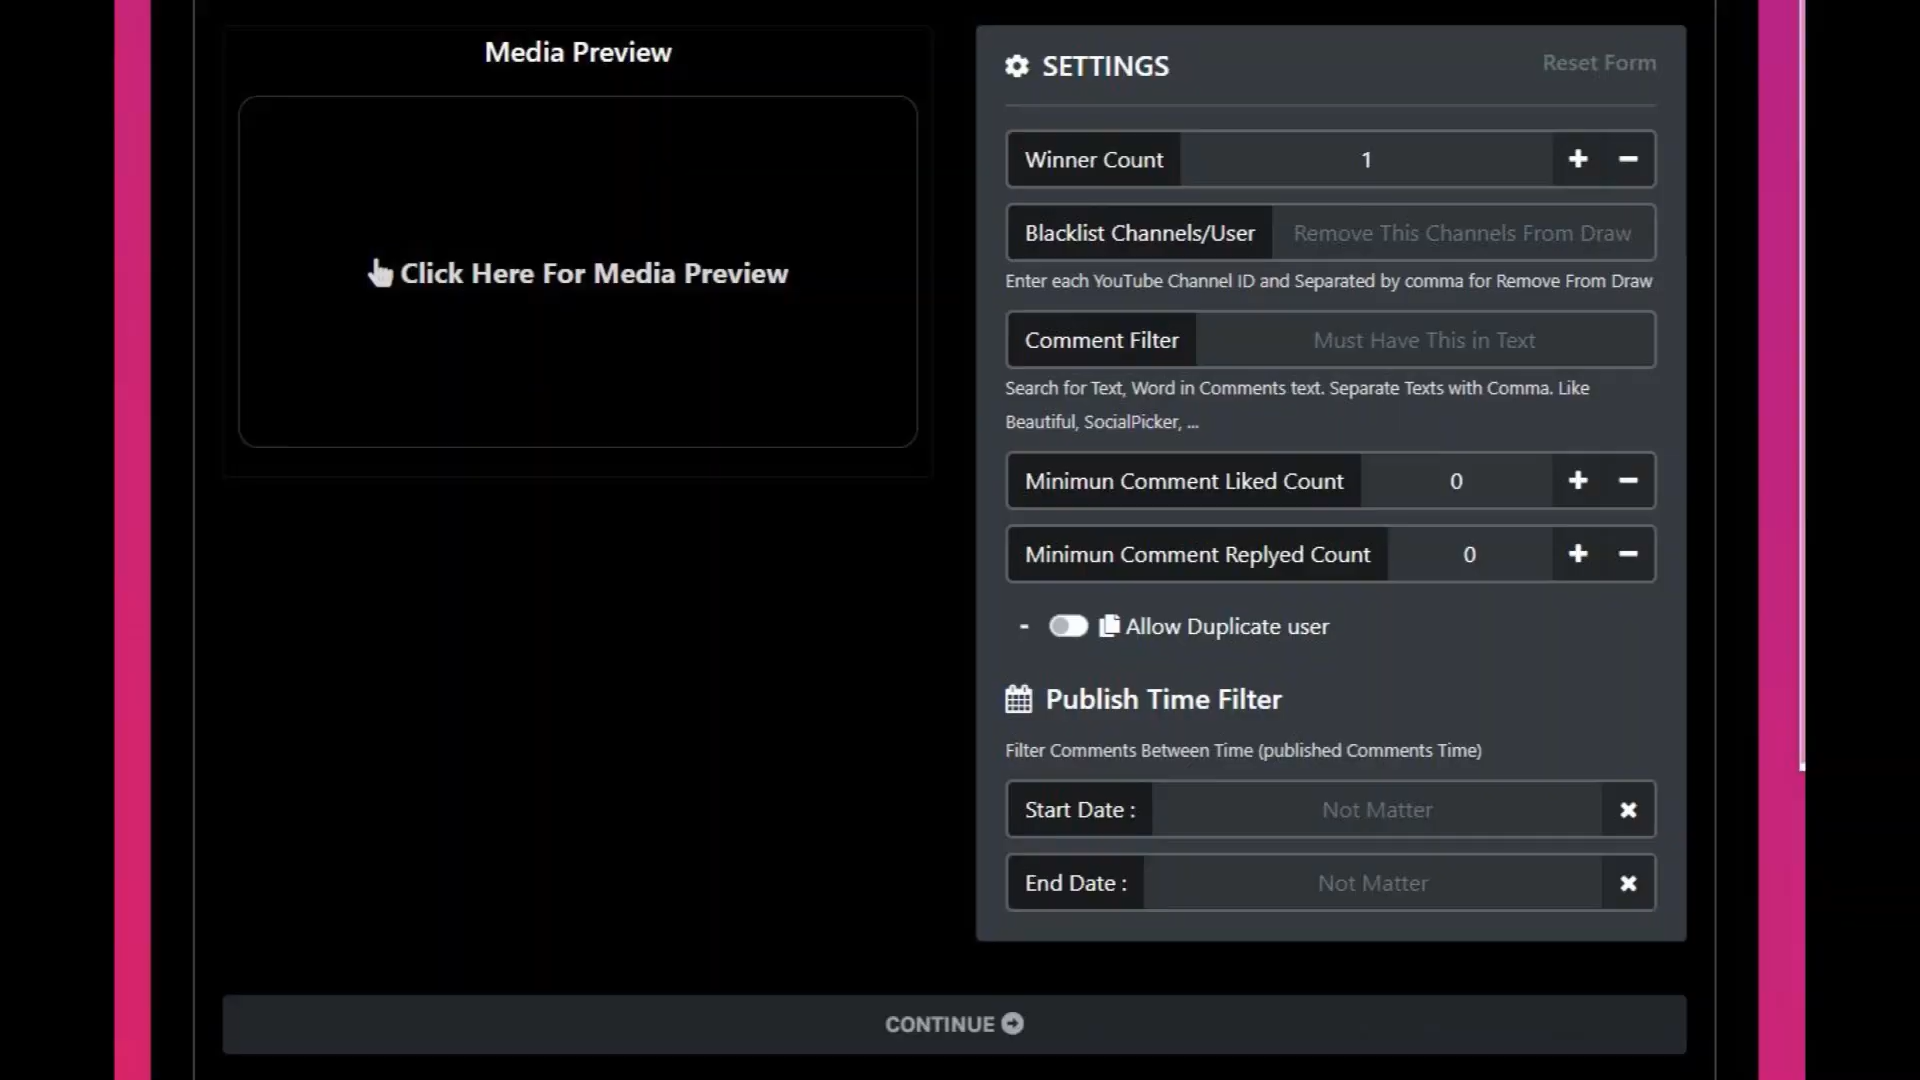 Media Preview
Click Here For Media Preview
SETTINGS
Reset Form
Winner Count
1
Blacklist Channels/User
Remove This Channels From Draw
Enter each YouTube Channel ID and Separated by comma for Remove From Draw
Comment Filter
Must Have This in Text
Search for Text, Word in Comments text. Separate Texts with Comma. Like
Beautiful, SocialPicker, ...
Minimun Comment Liked Count
0
Minimun Comment Replyed Count
0
- Allow Duplicate user
Publish Time Filter
Filter Comments Between Time (published Comments Time)
Start Date :
Not Matter
End Date :
Not Matter
CONTINUE